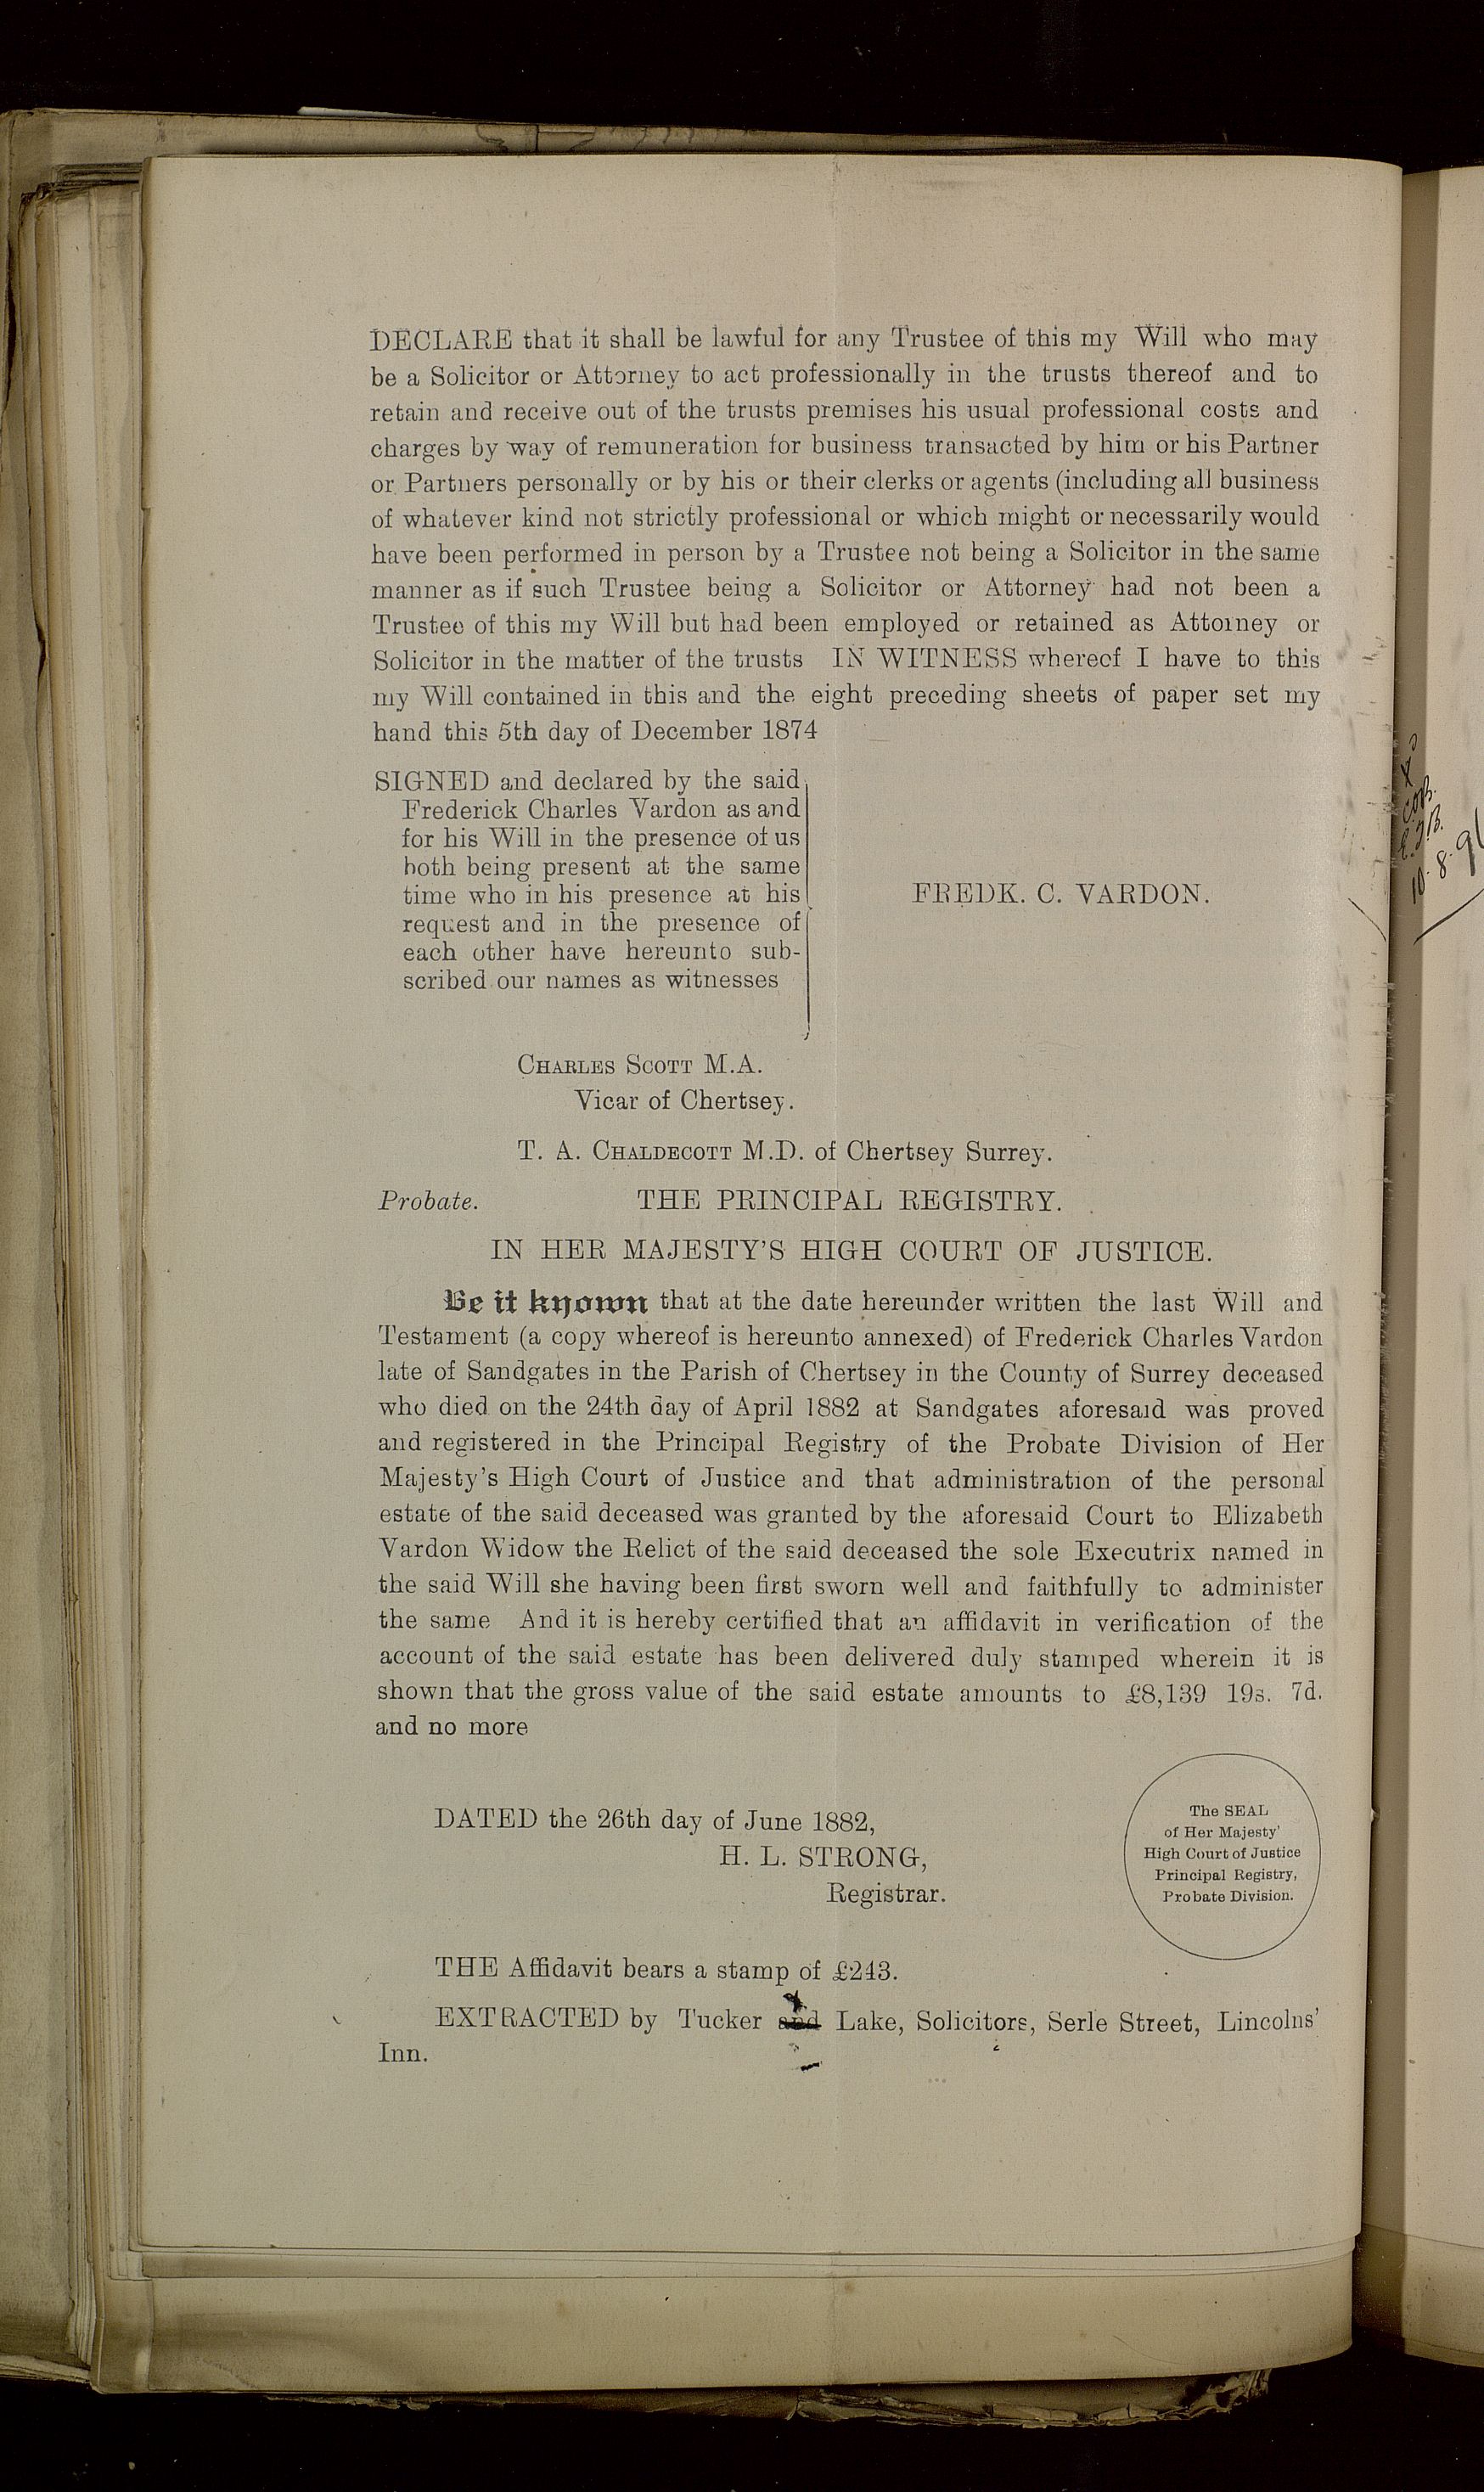 DECLARE that it shall be lawful for any Trustee of this my Will who may
be a Solicitor or Attorney to act professionally in the trusts thereof and to
retain and receive out of the trusts premises his usual professional costs and
charges by way of remuneration for business transacted by him or his Partner
or Partners personally or by his or their clerks or agents (including all business
of whatever kind not strictly professional or which might or necessarily would
have been performed in person by a Trustee not being a Solicitor in the same
manner as if such Trustee being a Solicitor or Attorney had not been a
Trustee of this my Will but had been employed or retained as Attorney or
Solicitor in the matter of the trusts IN WITNESS whereof I have to this
my Will contained in this and the eight preceding sheets of paper set my
hand this 5th day of December 1874
SIGNED and declared by the said
Frederick Charles Vardon as and
for his Will in the presence of us
both being present at the same
time who in his presence at his
request and in the presence of
each other have hereunto sub-
scribed our names as witnesses
FREDK. C. VARDON.
CHARLES SCOTT M.A.
Vicar of Chertsey.
T. A. CHALDECOTT M.D. of Chertsey Surrey.
Probate. THE PRINCIPAL REGISTRY.
IN HER MAJESTY'S HIGH COURT OF JUSTICE.
Be it known that at the date hereunder written the last Will and
Testament (a copy whereof is hereunto annexed) of Frederick Charles Vardon
late of Sandgates in the Parish of Chertsey in the County of Surrey deceased
who died on the 24th day of April 1882 at Sandgates aforesaid was proved
and registered in the Principal Registry of the Probate Division of Her
Majesty's High Court of Justice and that administration of the personal
estate of the said deceased was granted by the aforesaid Court to Elizabeth
Vardon Widow the Relict of the said deceased the sole Executrix named in
the said Will she having been first sworn well and faithfully to administer
the same And it is hereby certified that an affidavit in verification of the
account of the said estate has been delivered duly stamped wherein it is
shown that the gross value of the said estate amounts to £8,139 19s. 7d.
and no more
DATED the 26th day of June 1882,
H. L. STRONG,
Registrar.
The SEAL
of Her Majesty'
High Court of Justice
Principal Registry,
Probate Division.
THE Affidavit bears a stamp of £243.
EXTRACTED by Tucker and Lake, Solicitors, Serle Street, Lincolns'
Inn.
10.8.91